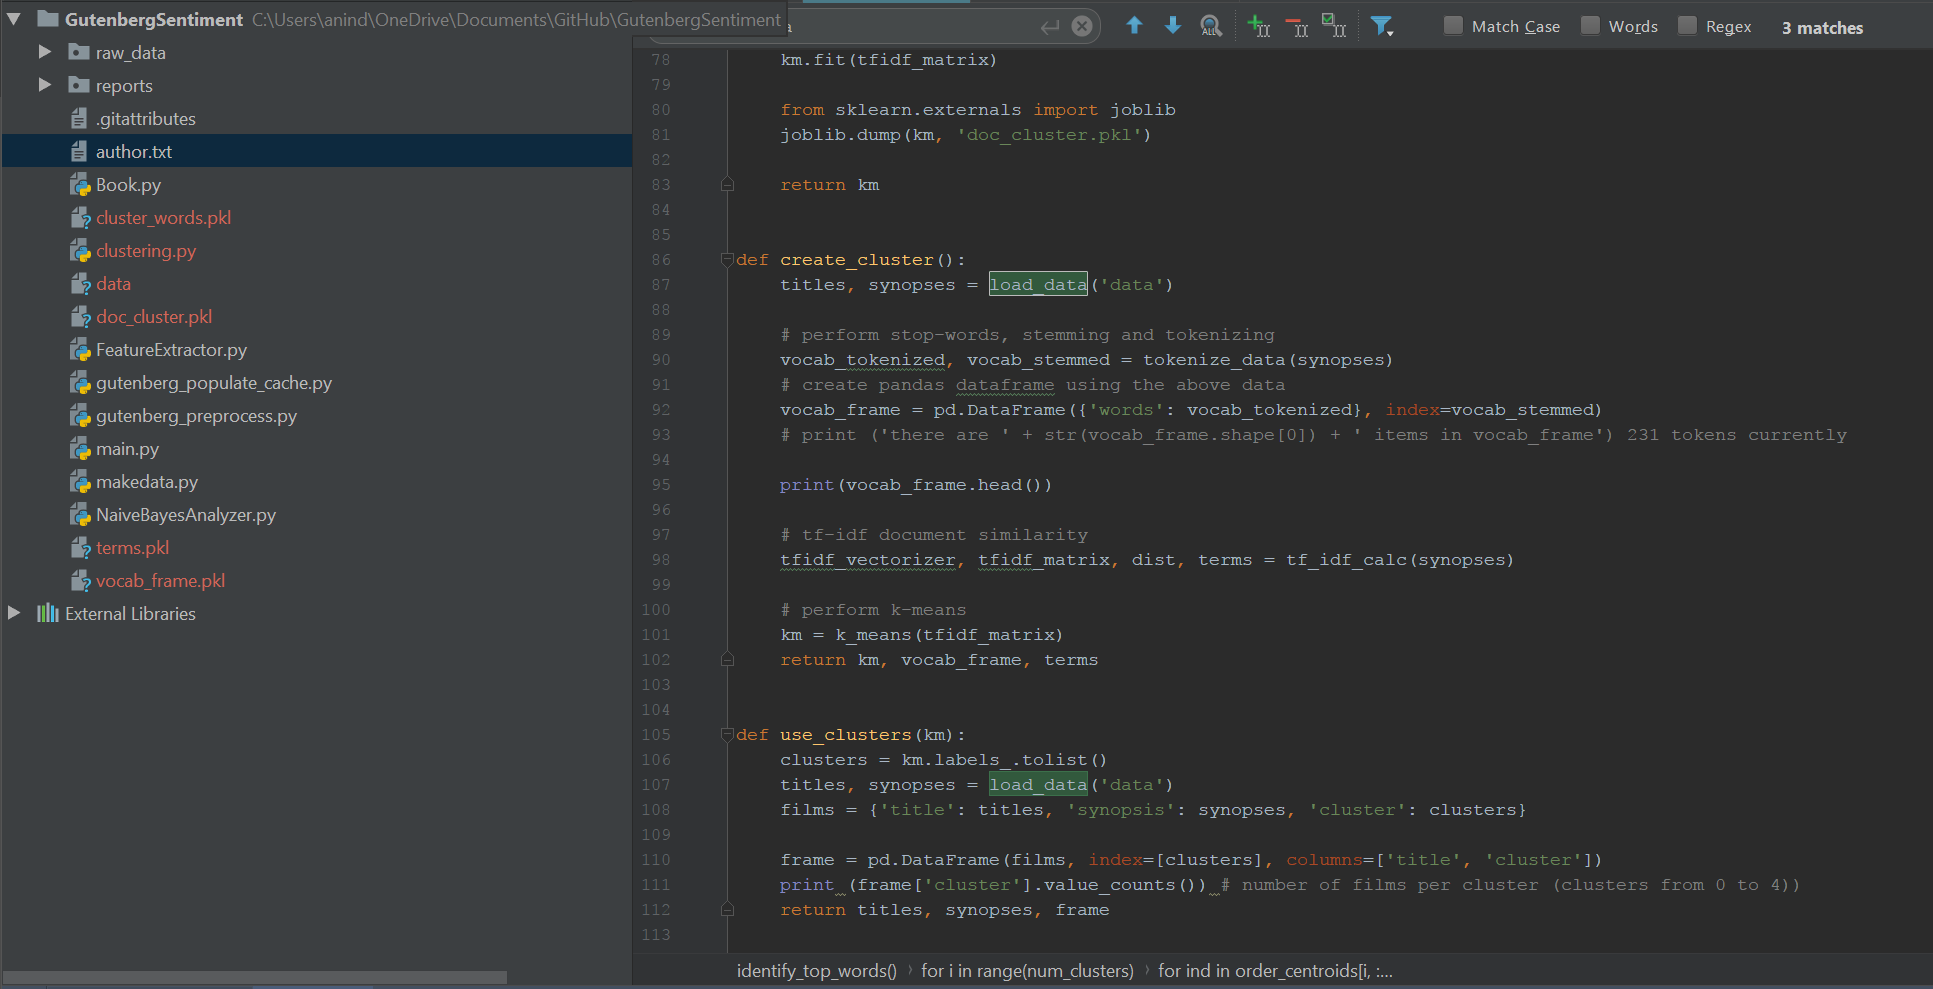 GutenbergSentiment C:\Users\anind\OneDrive\Documents\GitHub\GutenbergSentiment
raw_data
reports
.gitattributes
author.txt
Book.py
cluster_words.pkl
clustering.py
data
doc_cluster.pkl
FeatureExtractor.py
gutenberg_populate_cache.py
gutenberg_preprocess.py
main.py
makedata.py
NaiveBayesAnalyzer.py
terms.pkl
vocab_frame.pkl
External Libraries
a ALL Match Case Words Regex 3 matches
78 km.fit(tfidf_matrix)
79
80 from sklearn.externals import joblib
81 joblib.dump(km, 'doc_cluster.pkl')
82
83 return km
84
85
86 def create_cluster():
87 titles, synopses = load_data('data')
88
89 # perform stop-words, stemming and tokenizing
90 vocab_tokenized, vocab_stemmed = tokenize_data(synopses)
91 # create pandas dataframe using the above data
92 vocab_frame = pd.DataFrame({'words': vocab_tokenized}, index=vocab_stemmed)
93 # print ('there are ' + str(vocab_frame.shape[0]) + ' items in vocab_frame') 231 tokens currently
94
95 print(vocab_frame.head())
96
97 # tf-idf document similarity
98 tfidf_vectorizer, tfidf_matrix, dist, terms = tf_idf_calc(synopses)
99
100 # perform k-means
101 km = k_means(tfidf_matrix)
102 return km, vocab_frame, terms
103
104
105 def use_clusters(km):
106 clusters = km.labels_.tolist()
107 titles, synopses = load_data('data')
108 films = {'title': titles, 'synopsis': synopses, 'cluster': clusters}
109
110 frame = pd.DataFrame(films, index=[clusters], columns=['title', 'cluster'])
111 print (frame['cluster'].value_counts()) # number of films per cluster (clusters from 0 to 4))
112 return titles, synopses, frame
113
identify_top_words() › for i in range(num_clusters) › for ind in order_centroids[i, :...